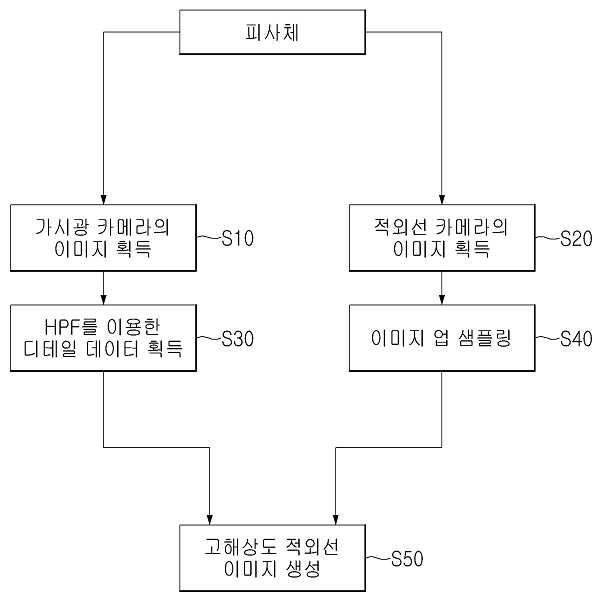 피사체
가시광 카메라의
이미지 획득
S10
적외선 카메라의
이미지 획득
S20
HPF를 이용한
디테일 데이터 획득
S30
이미지 업 샘플링
S40
고해상도 적외선
이미지 생성
S50